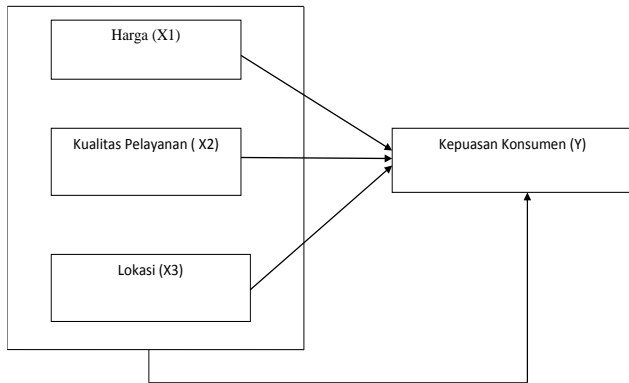 Harga (X1)
Kualitas Pelayanan ( X2)
Kepuasan Konsumen (Y)
Lokasi (X3)